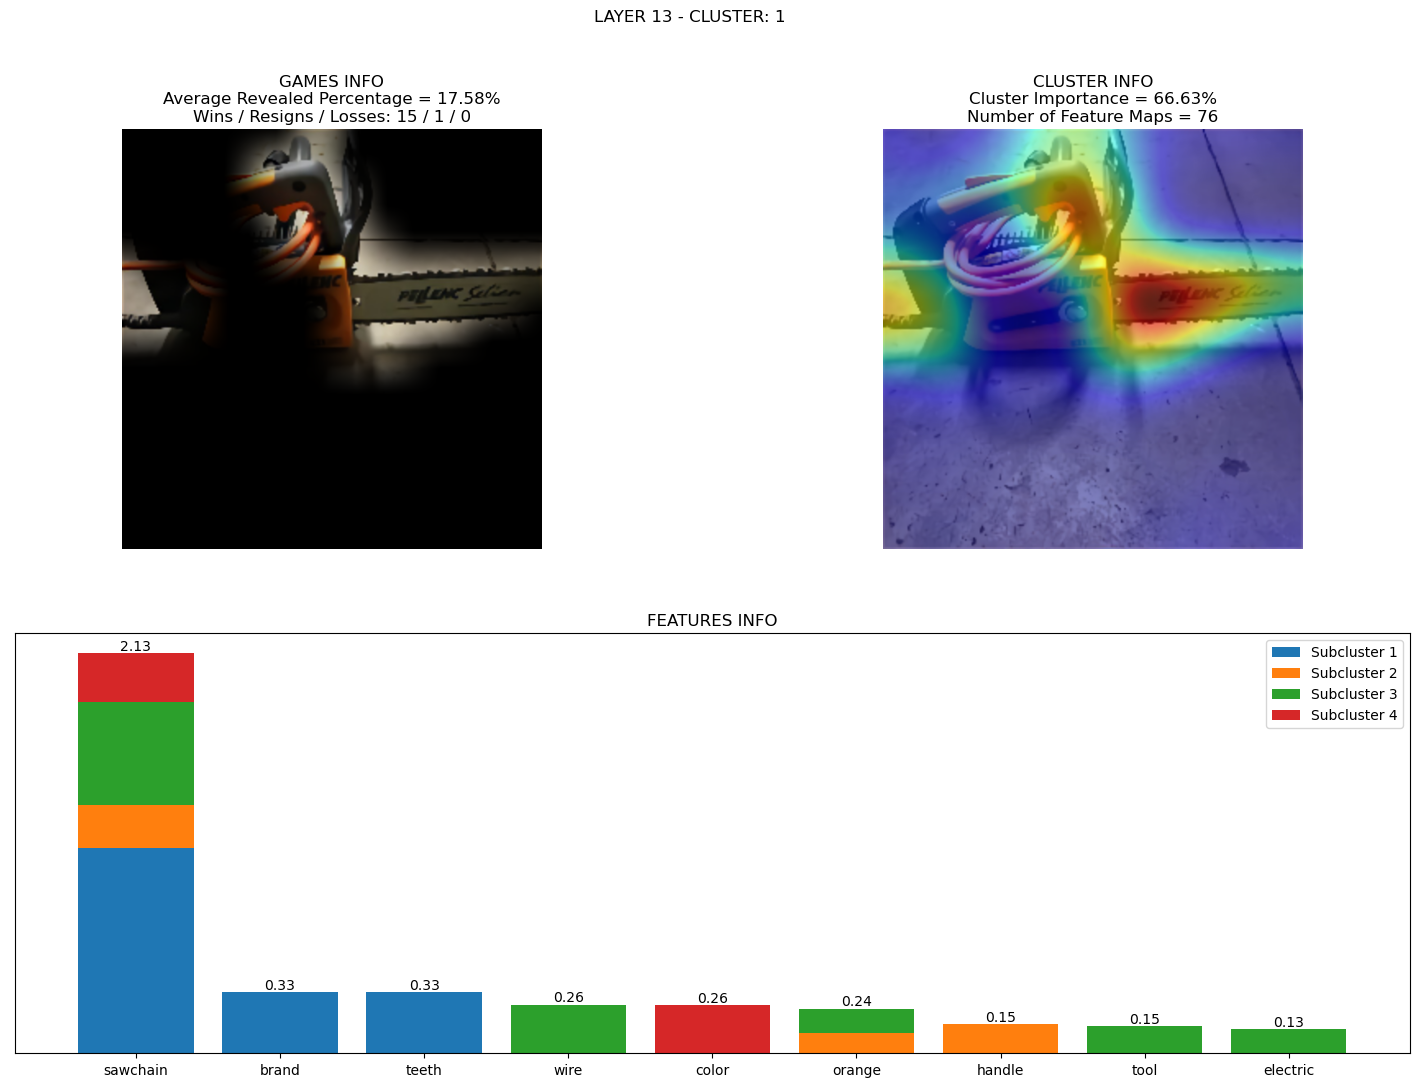 LAYER 13 - CLUSTER: 1
GAMES INFO
Average Revealed Percentage = 17.58%
Wins / Resigns / Losses: 15 / 1 / 0
CLUSTER INFO
Cluster Importance = 66.63%
Number of Feature Maps = 76
PELLENC Selion
PELLENC Selion
FEATURES INFO
2.13
0.33
0.33
0.26
0.26
0.24
0.15
0.15
0.13
Subcluster 1
Subcluster 2
Subcluster 3
Subcluster 4
sawchain
brand
teeth
wire
color
orange
handle
tool
electric